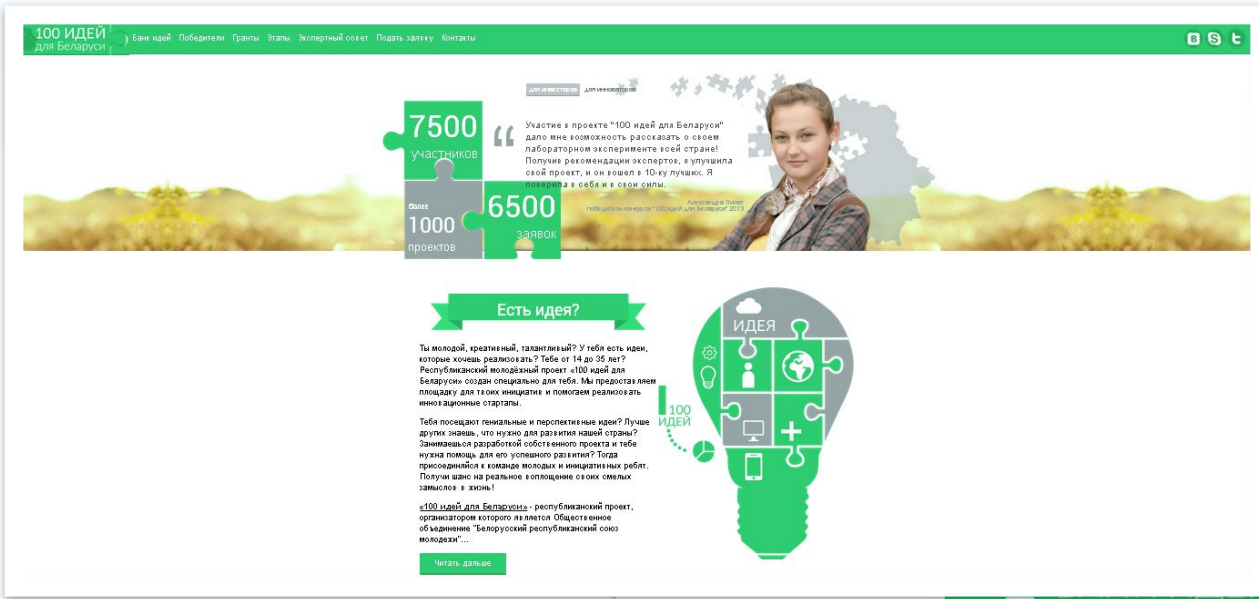 100 ИДЕЙ
для Беларуси
Банк идей Победители Гранты Этапы Экспертный совет Подать заявку Контакты
для инвесторов для инноваторов
7500
участников
“
Участие в проекте "100 идей для Беларуси"
дало мне возможность рассказать о своем
лабораторном эксперименте всей стране!
Получив рекомендации экспертов, я улучшила
свой проект, и он вошел в 10-ку лучших. Я
поверила в себя и в свои силы.
Александра
победитель конкурса "100 идей для Беларуси" 2013
более
1000
проектов
6500
заявок
Есть идея?
Ты молодой, креативный, талантливый? У тебя есть идеи,
которые хочешь реализовать? Тебе от 14 до 35 лет?
Республиканский молодёжный проект «100 идей для
Беларуси» создан специально для тебя. Мы предоставляем
площадку для твоих инициатив и помогаем реализовать
инновационные стартапы.
Тебя посещают гениальные и перспективные идеи? Лучше
других знаешь, что нужно для развития нашей страны?
Занимаешься разработкой собственного проекта и тебе
нужна помощь для его успешного развития? Тогда
присоединяйся к команде молодых и инициативных ребят.
Получи шанс на реальное воплощение своих смелых
замыслов в жизнь!
«100 идей для Беларуси» - республиканский проект,
организатором которого является Общественное
объединение "Белорусский республиканский союз
молодежи"...
Читать дальше
ИДЕЯ
100
ИДЕЙ